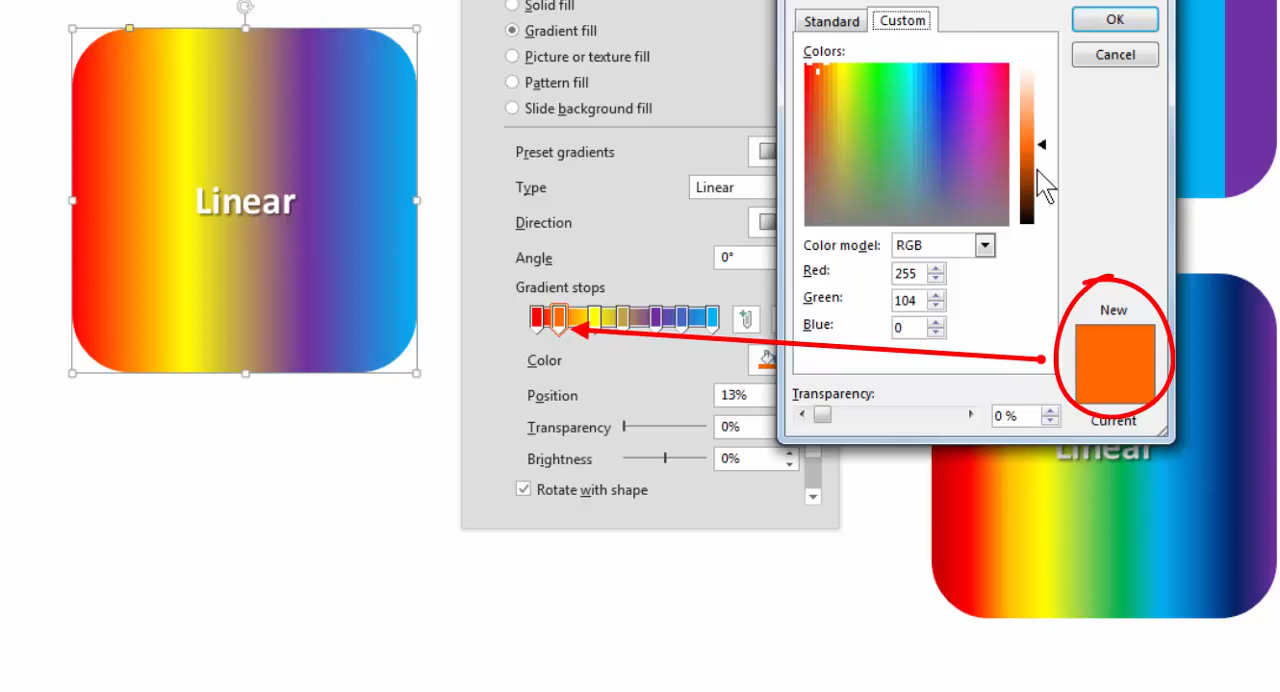 Linear
Solid fill
Gradient fill
Picture or texture fill
Pattern fill
Slide background fill
Preset gradients
Type
Linear
Direction
Angle
0°
Gradient stops
Color
Position
13%
Transparency
0%
Brightness
0%
Rotate with shape
Standard
Custom
OK
Cancel
Colors:
Color model:
RGB
Red:
255
Green:
104
Blue:
0
New
Transparency:
0 %
Current
Linear